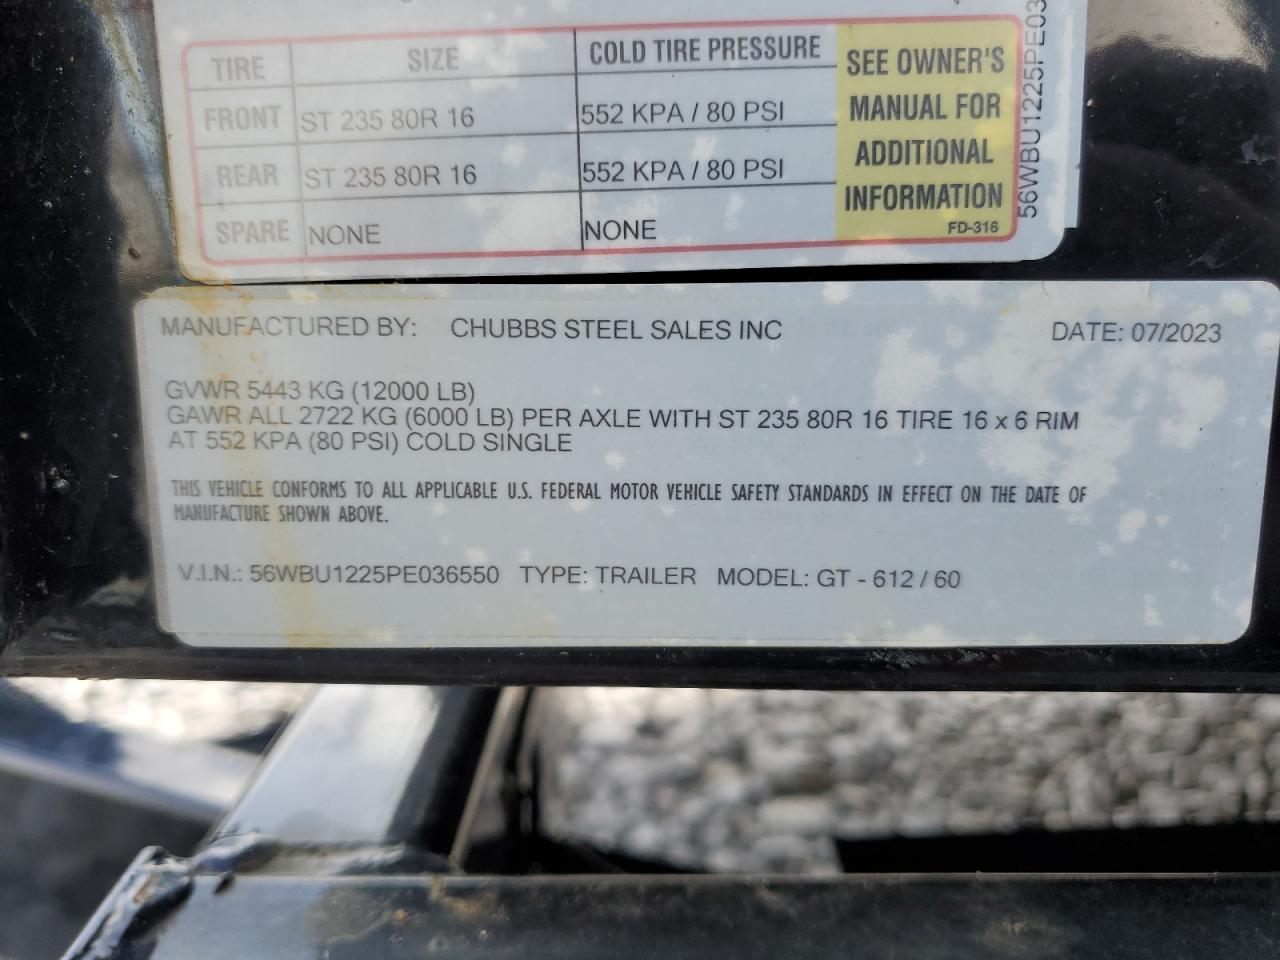 TIRE SIZE COLD TIRE PRESSURE
FRONT ST 235 80R 16 552 KPA / 80 PSI
REAR ST 235 80R 16 552 KPA / 80 PSI
SPARE NONE NONE
SEE OWNER'S
MANUAL FOR
ADDITIONAL
INFORMATION
FD-316
56WBU1225PE03
MANUFACTURED BY: CHUBBS STEEL SALES INC DATE: 07/2023
GVWR 5443 KG (12000 LB)
GAWR ALL 2722 KG (6000 LB) PER AXLE WITH ST 235 80R 16 TIRE 16 x 6 RIM
AT 552 KPA (80 PSI) COLD SINGLE
THIS VEHICLE CONFORMS TO ALL APPLICABLE U.S. FEDERAL MOTOR VEHICLE SAFETY STANDARDS IN EFFECT ON THE DATE OF
MANUFACTURE SHOWN ABOVE.
V.I.N.: 56WBU1225PE036550 TYPE: TRAILER MODEL: GT - 612 / 60